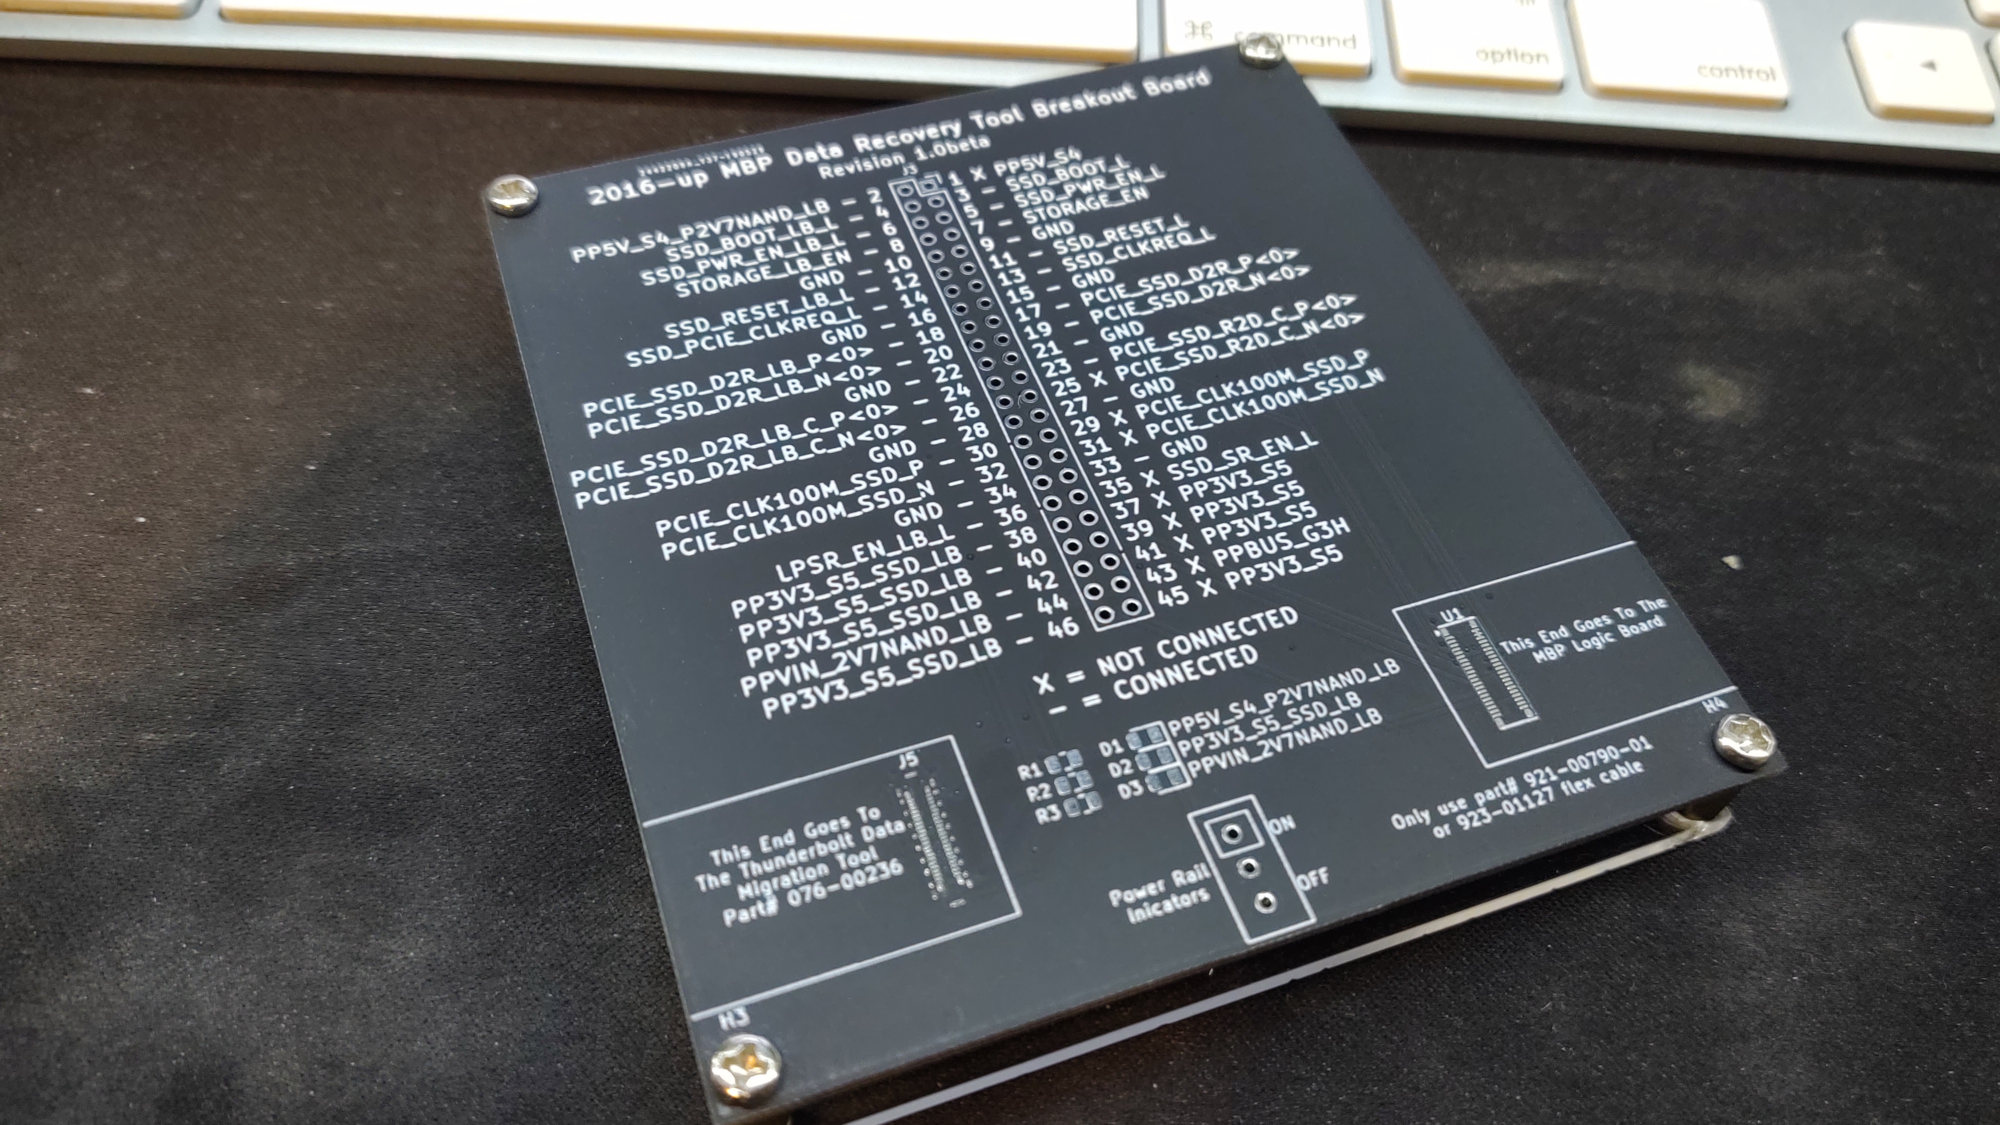 command
option
control
2016-up MBP Data Recovery Tool Breakout Board
Revision 1.0beta
J3
PP5V_S4_P2V7NAND_LB - 2
SSD_BOOT_LB_L - 4
SSD_PWR_EN_LB_L - 6
STORAGE_LB_EN - 8
GND - 10
SSD_RESET_LB_L - 12
SSD_PCIE_CLKREQ_L - 14
GND - 16
PCIE_SSD_D2R_LB_P<0> - 18
PCIE_SSD_D2R_LB_N<0> - 20
GND - 22
PCIE_SSD_D2R_LB_C_P<0> - 24
PCIE_SSD_D2R_LB_C_N<0> - 26
GND - 28
PCIE_CLK100M_SSD_P - 30
PCIE_CLK100M_SSD_N - 32
GND - 34
LPSR_EN_LB_L - 36
PP3V3_S5_SSD_LB - 38
PP3V3_S5_SSD_LB - 40
PP3V3_S5_SSD_LB - 42
PPVIN_2V7NAND_LB - 44
PP3V3_S5_SSD_LB - 46
1 X PP5V_S4
3 - SSD_BOOT_L
5 - SSD_PWR_EN_L
7 - STORAGE_EN
9 - GND
11 - SSD_RESET_L
13 - SSD_CLKREQ_L
15 - GND
17 - PCIE_SSD_D2R_P<0>
19 - PCIE_SSD_D2R_N<0>
21 - GND
23 - PCIE_SSD_R2D_C_P<0>
25 X PCIE_SSD_R2D_C_N<0>
27 - GND
29 X PCIE_CLK100M_SSD_P
31 X PCIE_CLK100M_SSD_N
33 - GND
35 X SSD_SR_EN_L
37 X PP3V3_S5
39 X PP3V3_S5
41 X PP3V3_S5
43 X PPBUS_G3H
45 X PP3V3_S5
X = NOT CONNECTED
- = CONNECTED
U1
This End Goes To The
MBP Logic Board
H4
Only use part# 921-00790-01
or 923-01127 flex cable
D1 PP5V_S4_P2V7NAND_LB
D2 PP3V3_S5_SSD_LB
D3 PPVIN_2V7NAND_LB
R1
R2
R3
J5
This End Goes To
The Thunderbolt Data
Migration Tool
Part# 076-00236
H3
ON
OFF
Power Rail
Inicators